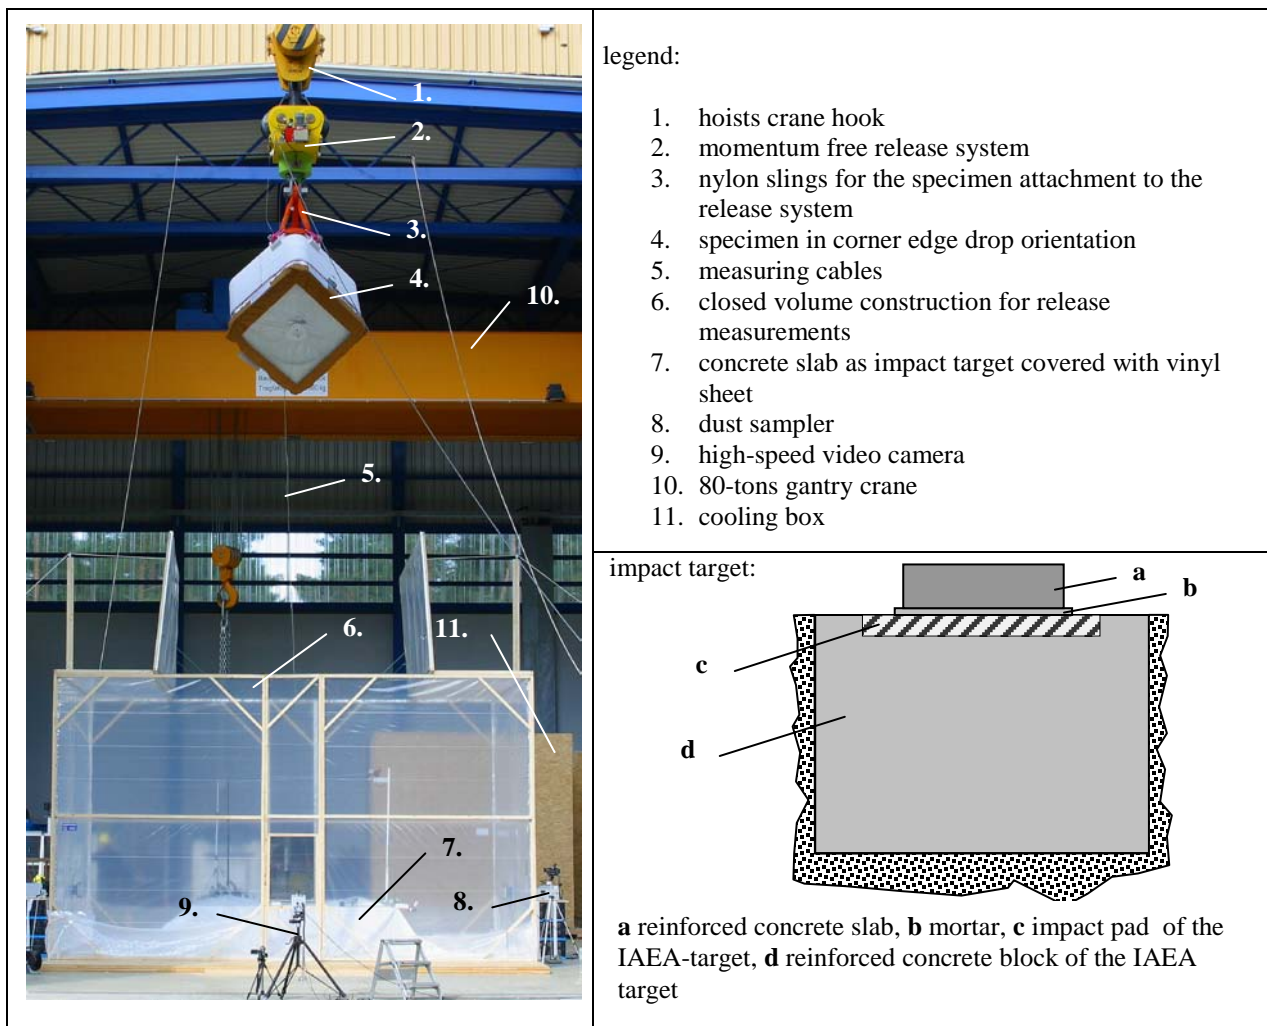 1.
2.
3.
4.
10.
5.
6.
11.
7.
8.
9.
legend:
1. hoists crane hook
2. momentum free release system
3. nylon slings for the specimen attachment to the
release system
4. specimen in corner edge drop orientation
5. measuring cables
6. closed volume construction for release
measurements
7. concrete slab as impact target covered with vinyl
sheet
8. dust sampler
9. high-speed video camera
10. 80-tons gantry crane
11. cooling box
impact target:
a
b
c
d
a reinforced concrete slab, b mortar, c impact pad of the
IAEA-target, d reinforced concrete block of the IAEA
target